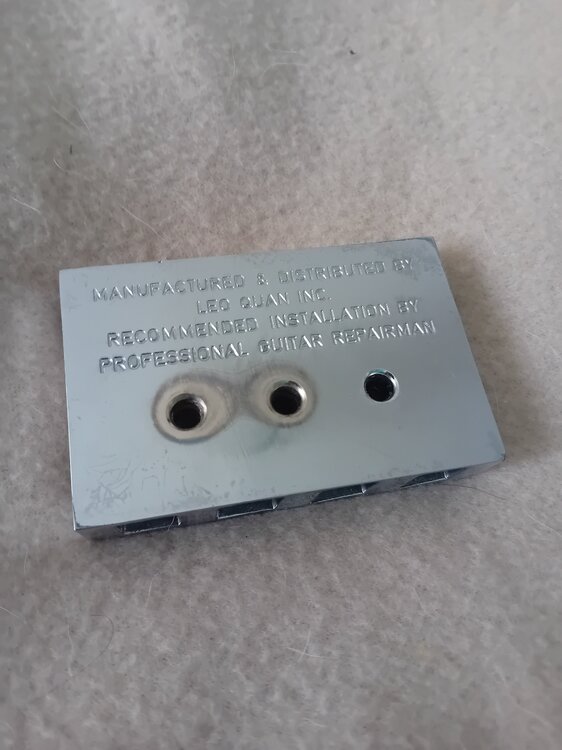 MANUFACTURED & DISTRIBUTED BY
LEO QUAN INC.
RECOMMENDED INSTALLATION BY
PROFESSIONAL GUITAR REPAIRMAN